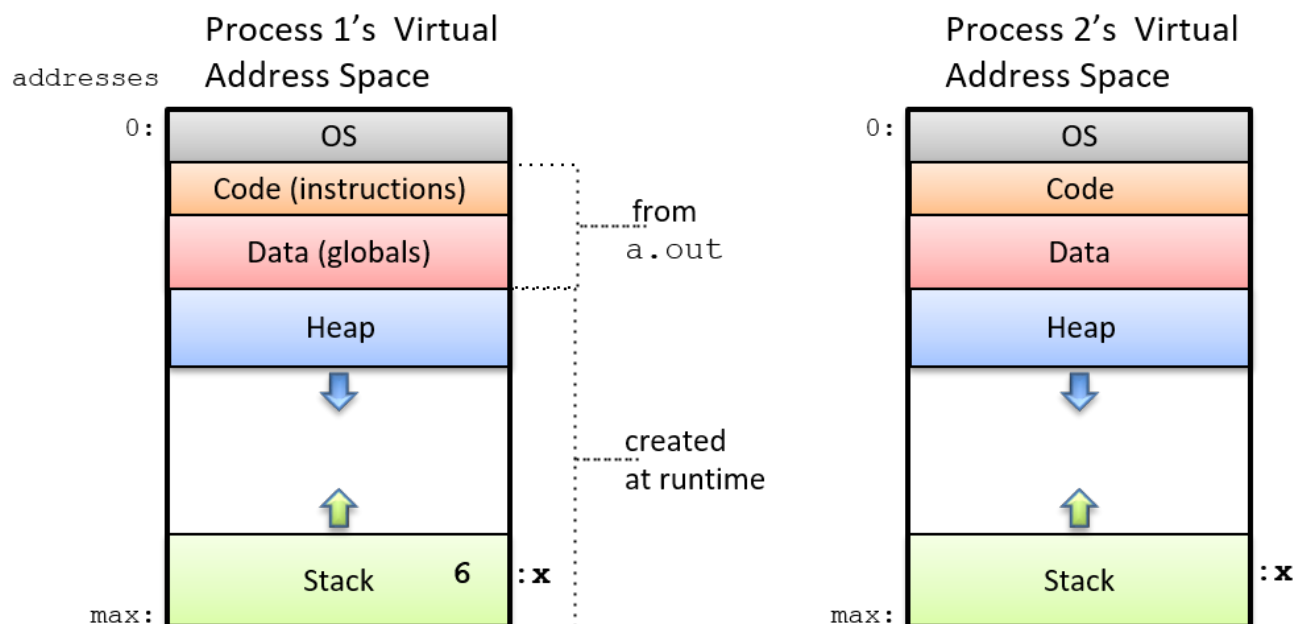 Process 1's Virtual
Address Space
Process 2's Virtual
Address Space
addresses
0:
OS
Code (instructions)
Data (globals)
Heap
Stack
6
:x
max:
from
a.out
created
at runtime
0:
OS
Code
Data
Heap
Stack
:x
max: